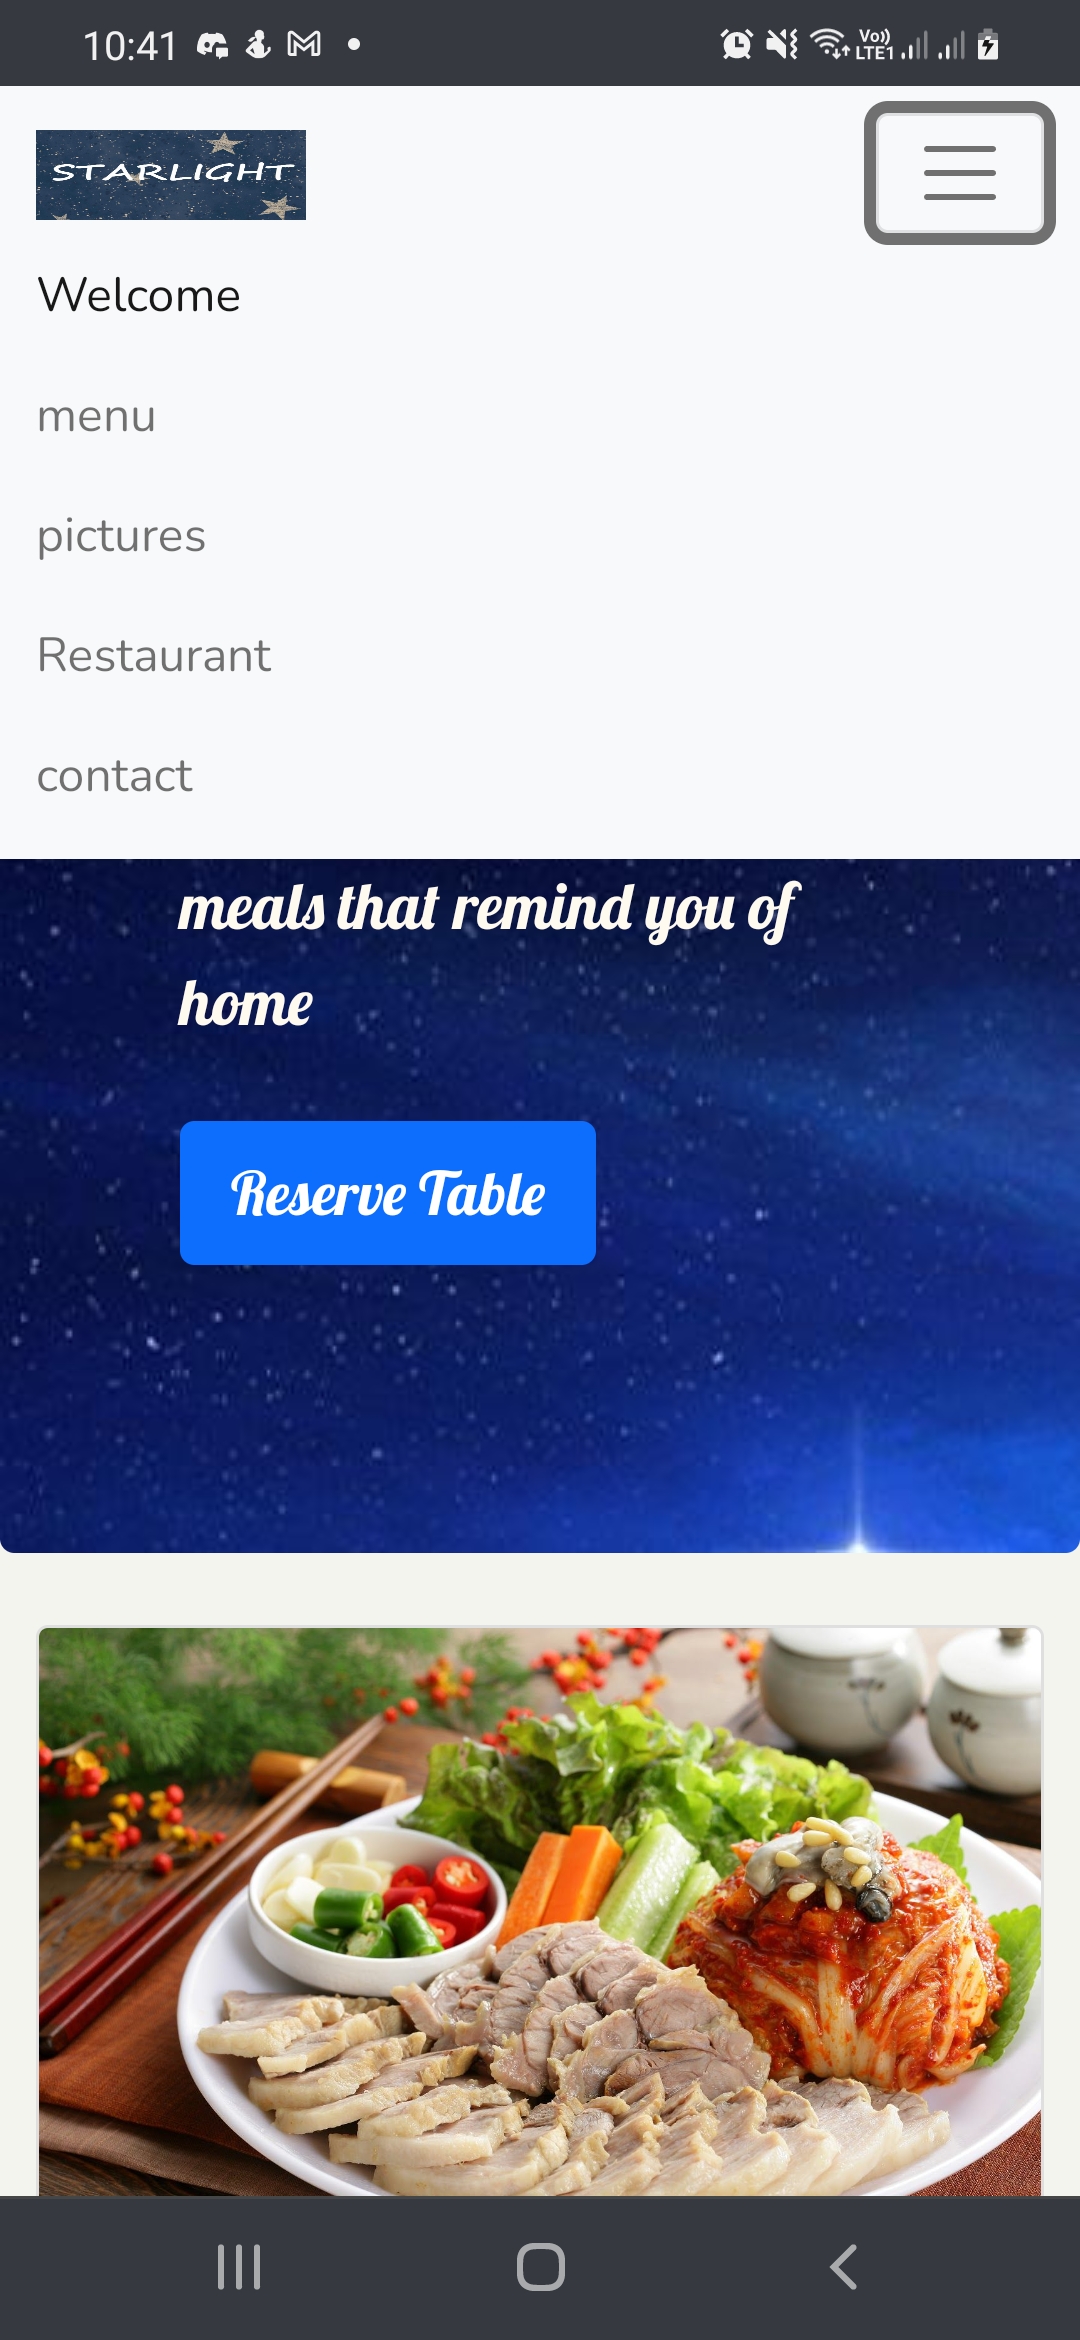 10:41
Vo))
LTE1
STARLIGHT
Welcome
menu
pictures
Restaurant
contact
meals that remind you of
home
Reserve Table